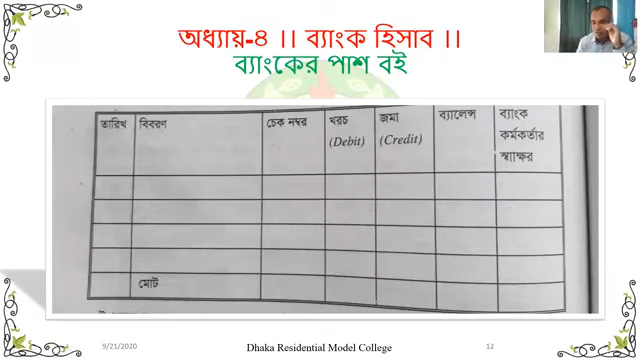 অধ্যায়-৪ ।। ব্যাংক হিসাব ।।
ব্যাংকের পাশ বই
তারিখ বিবরণ চেক নম্বর খরচ (Debit) জমা (Credit) ব্যালেন্স ব্যাংক কর্মকর্তার স্বাক্ষর
মোট
9/21/2020 Dhaka Residential Model College 12